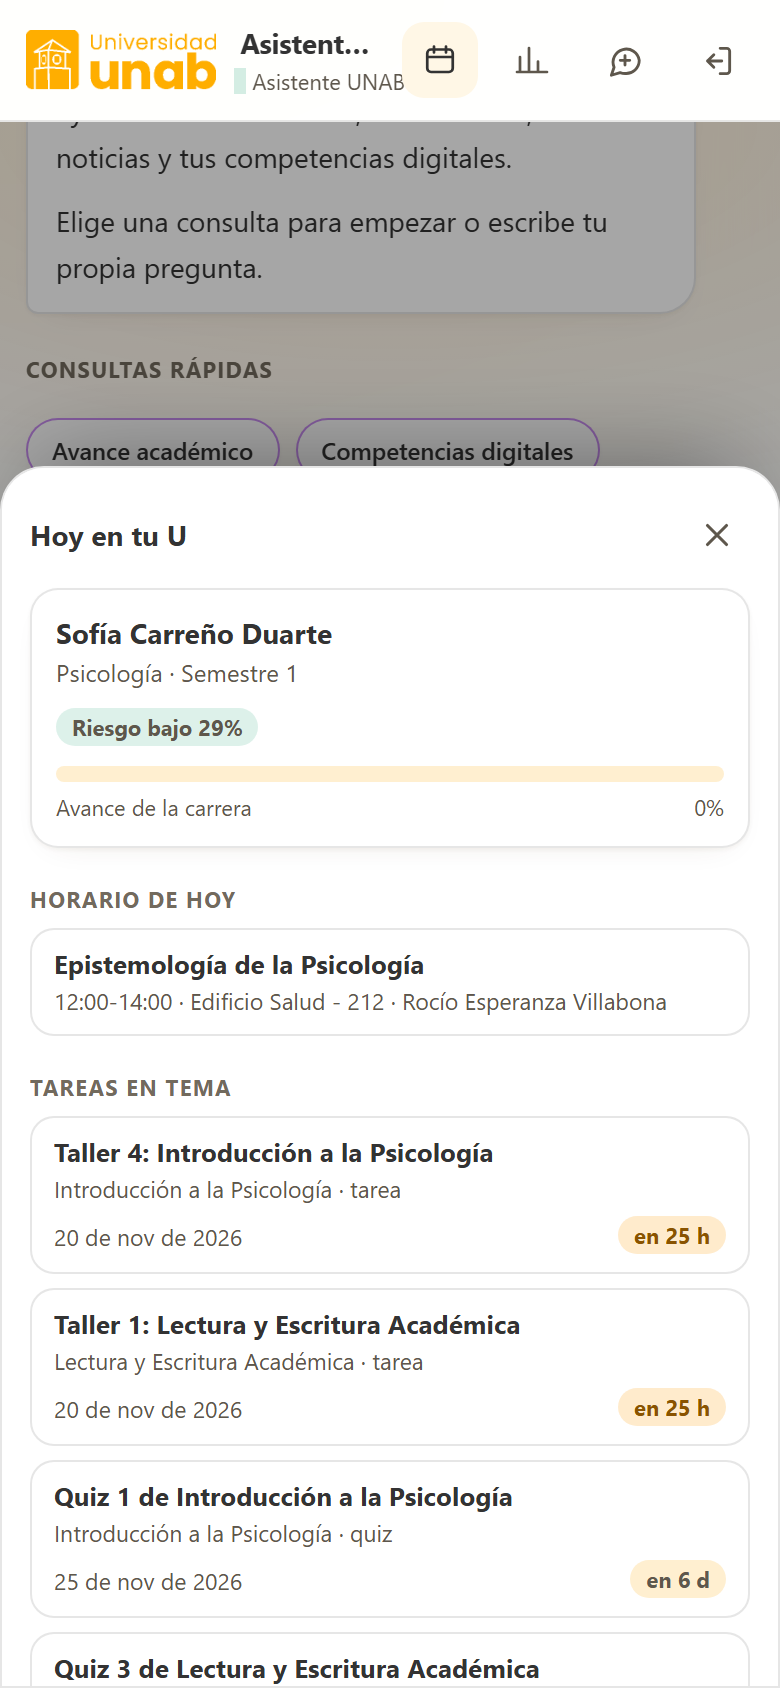 Universidad
unab
Asistent...
Asistente UNAB
noticias y tus competencias digitales.
Elige una consulta para empezar o escribe tu
propia pregunta.
CONSULTAS RÁPIDAS
Avance académico
Competencias digitales
Hoy en tu U
Sofía Carreño Duarte
Psicología · Semestre 1
Riesgo bajo 29%
Avance de la carrera
0%
HORARIO DE HOY
Epistemología de la Psicología
12:00-14:00 · Edificio Salud - 212 · Rocío Esperanza Villabona
TAREAS EN TEMA
Taller 4: Introducción a la Psicología
Introducción a la Psicología · tarea
20 de nov de 2026
en 25 h
Taller 1: Lectura y Escritura Académica
Lectura y Escritura Académica · tarea
20 de nov de 2026
en 25 h
Quiz 1 de Introducción a la Psicología
Introducción a la Psicología · quiz
25 de nov de 2026
en 6 d
Quiz 3 de Lectura y Escritura Académica